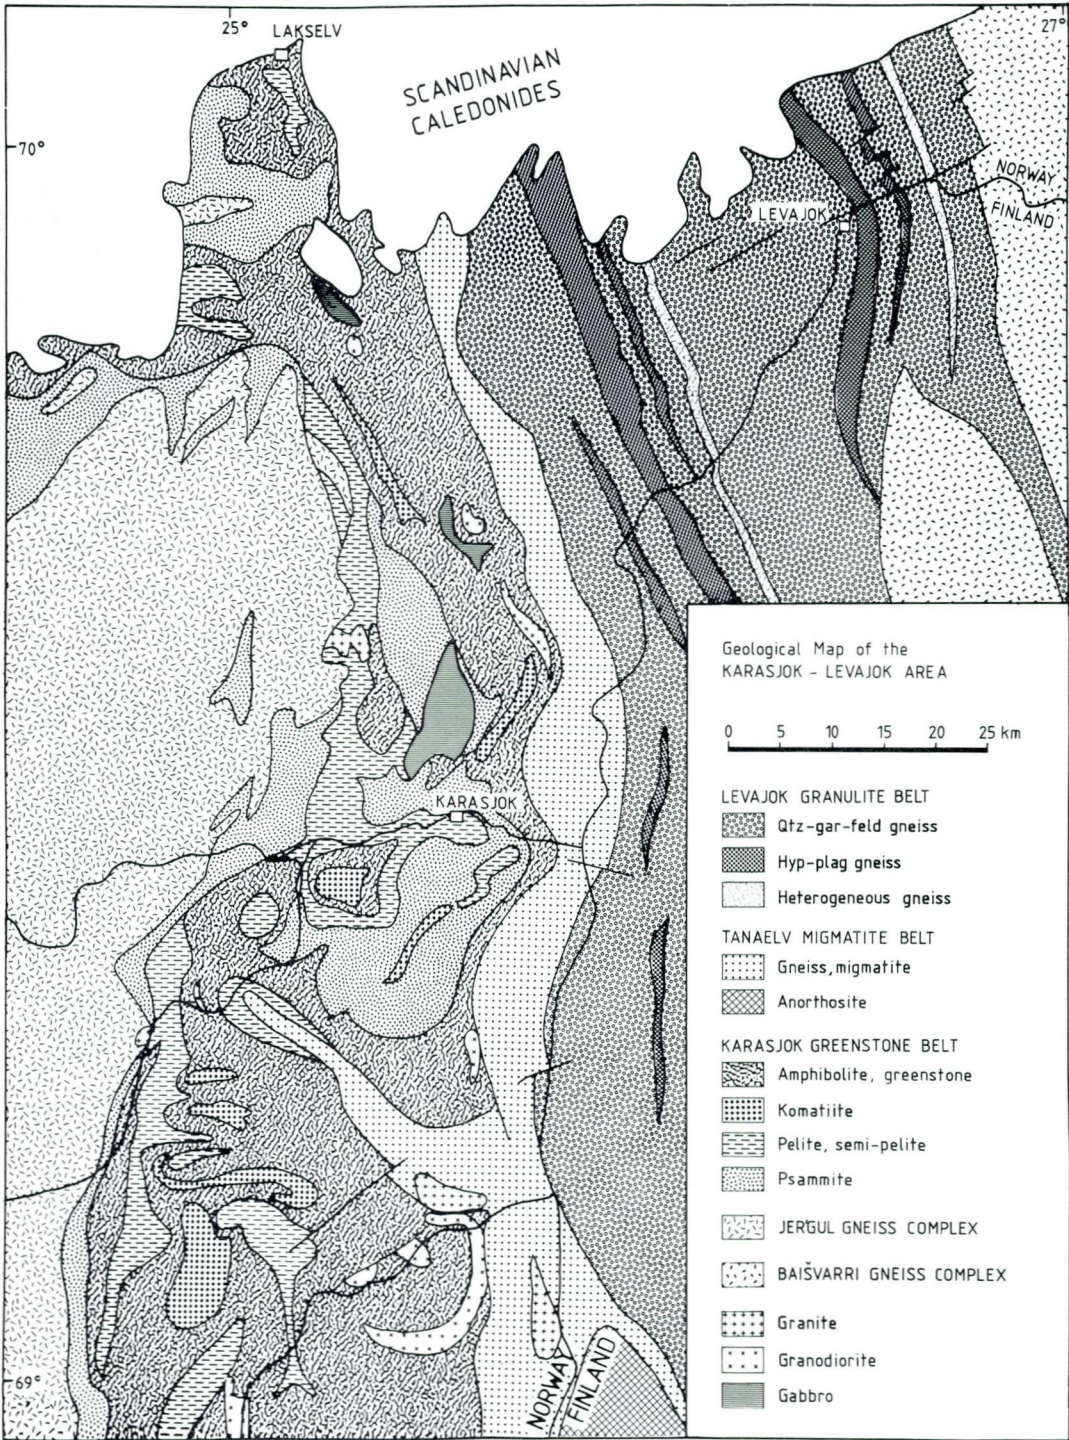 25°
27°
LAKSELV
SCANDINAVIAN
CALEDONIDES
70°
NORWAY
FINLAND
LEVAJOK
KARASJOK
69°
NORWAY
FINLAND
Geological Map of the
KARASJOK - LEVAJOK AREA
0 5 10 15 20 25 km
LEVAJOK GRANULITE BELT
Qtz-gar-feld gneiss
Hyp-plag gneiss
Heterogeneous gneiss
TANAELV MIGMATITE BELT
Gneiss, migmatite
Anorthosite
KARASJOK GREENSTONE BELT
Amphibolite, greenstone
Komatiite
Pelite, semi-pelite
Psammite
JER'GUL GNEISS COMPLEX
BAIŠVARRI GNEISS COMPLEX
Granite
Granodiorite
Gabbro